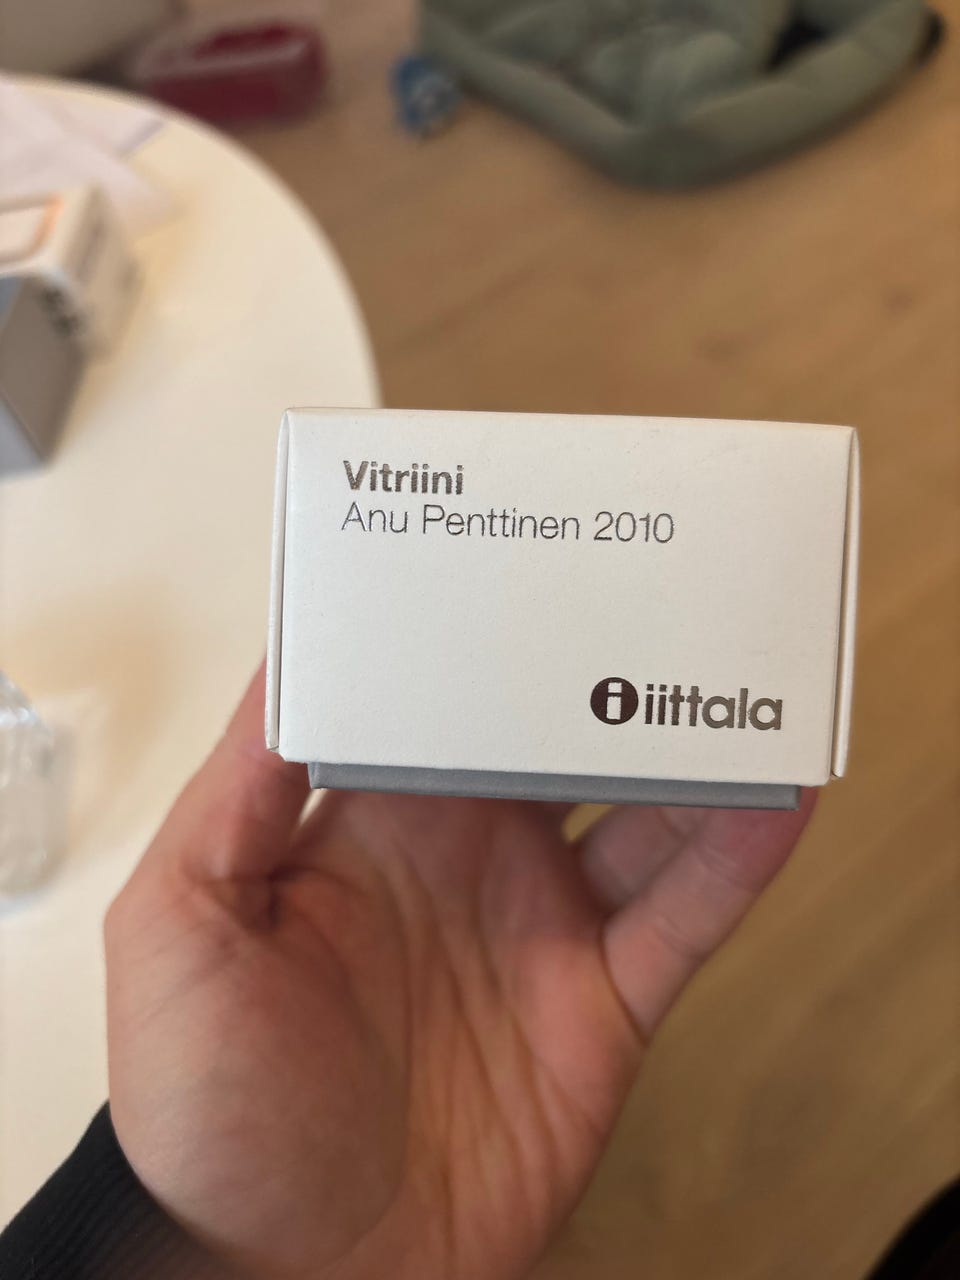 Vitriini
Anu Penttinen 2010
iittala